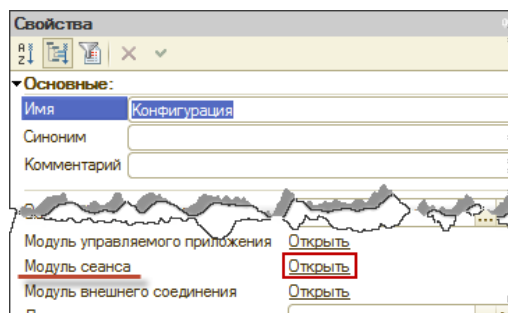 Свойства
Основные:
Имя Конфигурация
Синоним
Комментарий
...
Модуль управляемого приложения Открыть
Модуль сеанса Открыть
Модуль внешнего соединения Открыть